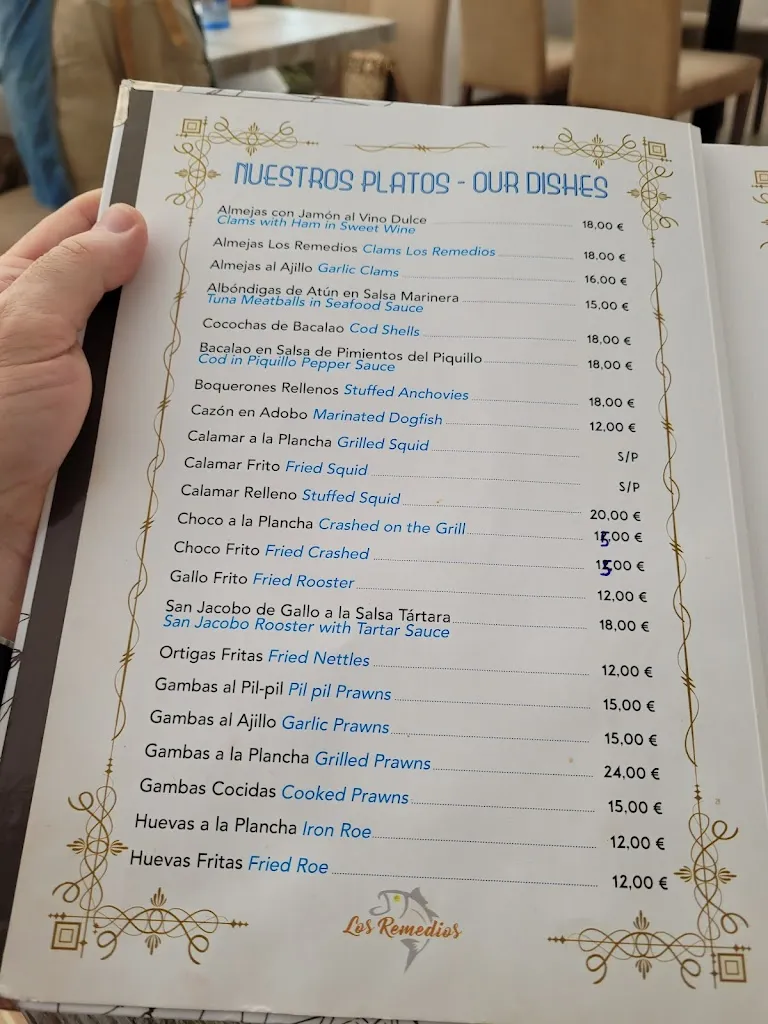 NUESTROS PLATOS - OUR DISHES
Almejas con Jamón al Vino Dulce
Clams with Ham in Sweet Wine 18,00 €
Almejas Los Remedios Clams Los Remedios 18,00 €
Almejas al Ajillo Garlic Clams 16,00 €
Albóndigas de Atún en Salsa Marinera
Tuna Meatballs in Seafood Sauce 15,00 €
Cocochas de Bacalao Cod Shells 18,00 €
Bacalao en Salsa de Pimientos del Piquillo
Cod in Piquillo Pepper Sauce 18,00 €
Boquerones Rellenos Stuffed Anchovies 18,00 €
Cazón en Adobo Marinated Dogfish 12,00 €
Calamar a la Plancha Grilled Squid S/P
Calamar Frito Fried Squid S/P
Calamar Relleno Stuffed Squid 20,00 €
Choco a la Plancha Crashed on the Grill 15,00 €
Choco Frito Fried Crashed 15,00 €
Gallo Frito Fried Rooster 12,00 €
San Jacobo de Gallo a la Salsa Tártara
San Jacobo Rooster with Tartar Sauce 18,00 €
Ortigas Fritas Fried Nettles 12,00 €
Gambas al Pil-pil Pil pil Prawns 15,00 €
Gambas al Ajillo Garlic Prawns 15,00 €
Gambas a la Plancha Grilled Prawns 24,00 €
Gambas Cocidas Cooked Prawns 15,00 €
Huevas a la Plancha Iron Roe 12,00 €
Huevas Fritas Fried Roe 12,00 €
Los Remedios